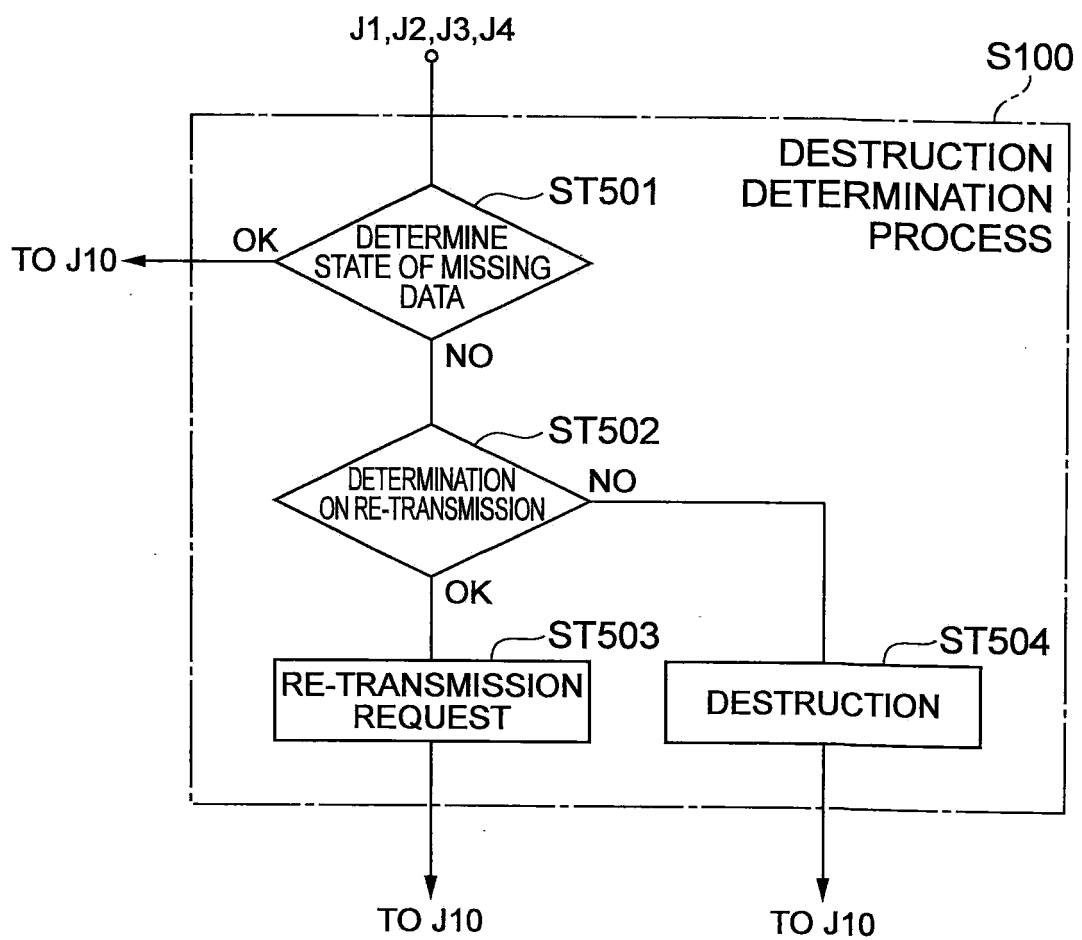 J1,J2,J3,J4
S100
DESTRUCTION
DETERMINATION
PROCESS
ST501
OK
TO J10
DETERMINE
STATE OF MISSING
DATA
NO
ST502
DETERMINATION
ON RE-TRANSMISSION
NO
OK
ST503
RE-TRANSMISSION
REQUEST
ST504
DESTRUCTION
TO J10
TO J10